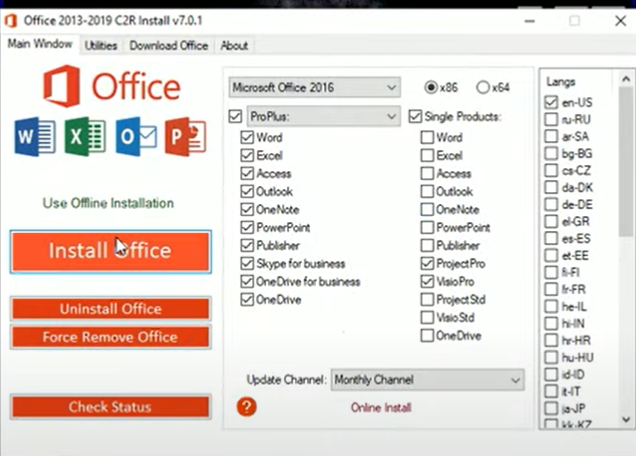 Office 2013-2019 C2R Install v7.0.1
Main Window
Utilities
Download Office
About
Office
W
X
O
P
Use Offline Installation
Install Office
Uninstall Office
Force Remove Office
Check Status
Microsoft Office 2016
x86
x64
ProPlus:
Word
Excel
Access
Outlook
OneNote
PowerPoint
Publisher
Skype for business
OneDrive for business
OneDrive
Single Products:
Word
Excel
Access
Outlook
OneNote
PowerPoint
Publisher
ProjectPro
VisioPro
ProjectStd
VisioStd
OneDrive
Update Channel:
Monthly Channel
?
Online Install
Langs
en-US
ru-RU
ar-SA
bg-BG
cs-CZ
da-DK
de-DE
el-GR
es-ES
et-EE
fi-FI
fr-FR
he-IL
hi-IN
hr-HR
hu-HU
id-ID
it-IT
ja-JP
kk-KZ